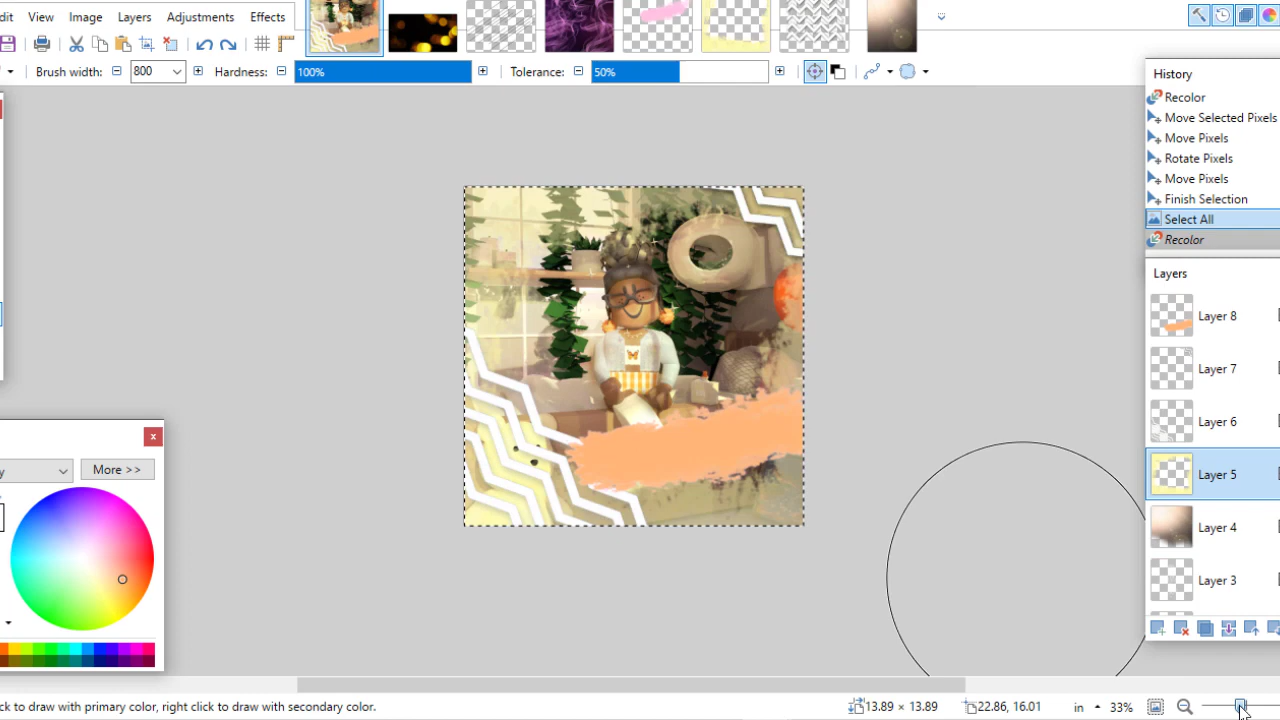 dit View Image Layers Adjustments Effects
Brush width: 800 Hardness: 100% Tolerance: 50%
History
Recolor
Move Selected Pixels
Move Pixels
Rotate Pixels
Move Pixels
Finish Selection
Select All
Recolor
Layers
Layer 8
Layer 7
Layer 6
Layer 5
Layer 4
Layer 3
y More >>
ck to draw with primary color, right click to draw with secondary color. 13.89 × 13.89 22.86, 16.01 in 33%